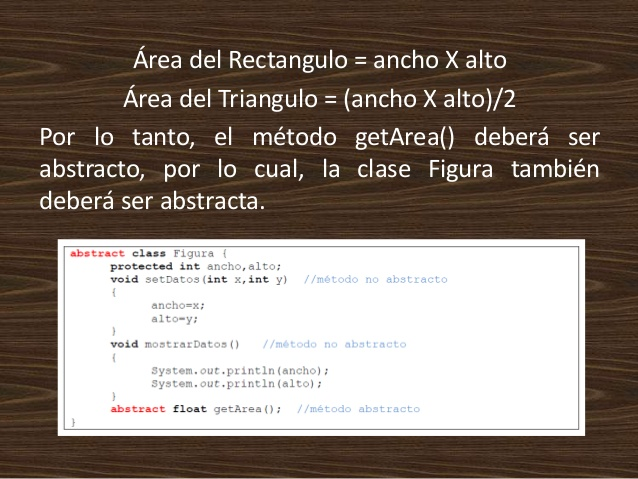 Área del Rectangulo = ancho X alto
Área del Triangulo = (ancho X alto)/2
Por lo tanto, el método getArea() deberá ser
abstracto, por lo cual, la clase Figura también
deberá ser abstracta.
abstract class Figura {
protected int ancho,alto;
void setDatos(int x,int y) //método no abstracto
{
ancho=x;
alto=y;
}
void mostrarDatos() //método no abstracto
{
System.out.println(ancho);
System.out.println(alto);
}
abstract float getArea(); //método abstracto
}